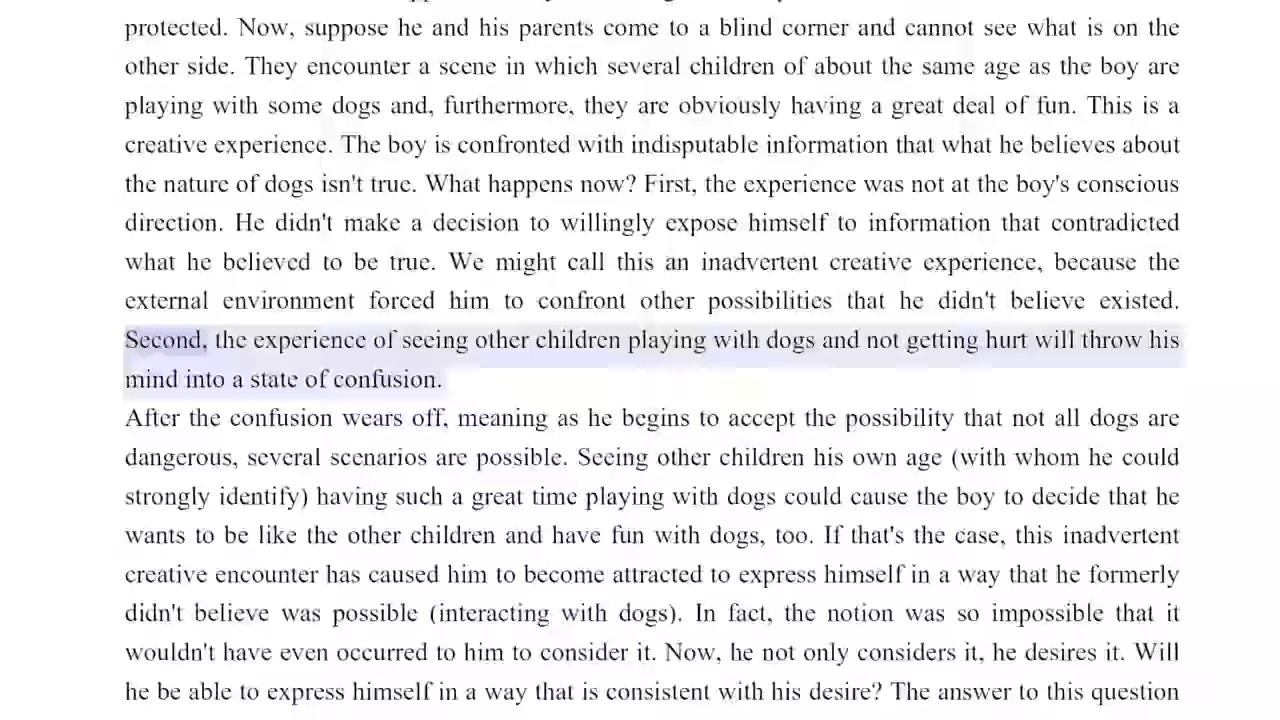 protected. Now, suppose he and his parents come to a blind corner and cannot see what is on the
other side. They encounter a scene in which several children of about the same age as the boy are
playing with some dogs and, furthermore, they are obviously having a great deal of fun. This is a
creative experience. The boy is confronted with indisputable information that what he believes about
the nature of dogs isn't true. What happens now? First, the experience was not at the boy's conscious
direction. He didn't make a decision to willingly expose himself to information that contradicted
what he believed to be true. We might call this an inadvertent creative experience, because the
external environment forced him to confront other possibilities that he didn't believe existed.
Second, the experience of seeing other children playing with dogs and not getting hurt will throw his
mind into a state of confusion.
After the confusion wears off, meaning as he begins to accept the possibility that not all dogs are
dangerous, several scenarios are possible. Seeing other children his own age (with whom he could
strongly identify) having such a great time playing with dogs could cause the boy to decide that he
wants to be like the other children and have fun with dogs, too. If that's the case, this inadvertent
creative encounter has caused him to become attracted to express himself in a way that he formerly
didn't believe was possible (interacting with dogs). In fact, the notion was so impossible that it
wouldn't have even occurred to him to consider it. Now, he not only considers it, he desires it. Will
he be able to express himself in a way that is consistent with his desire? The answer to this question